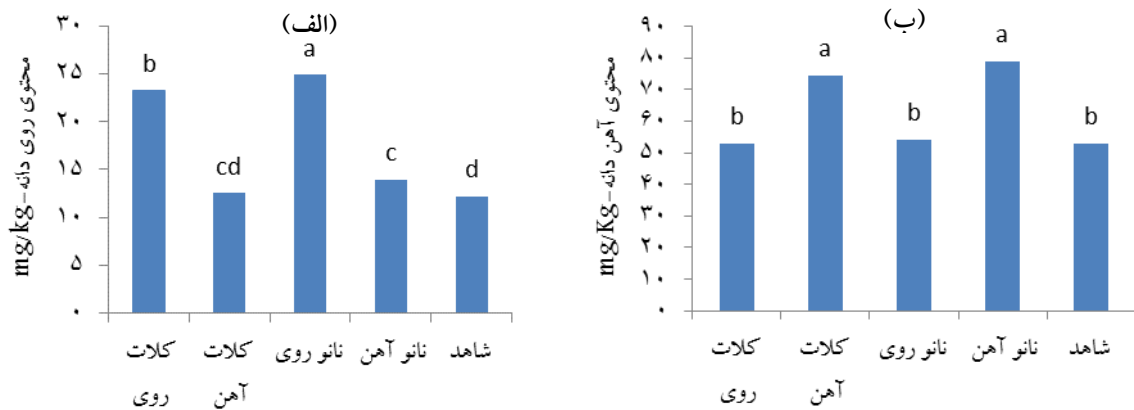 (الف)
محتوی روی دانه-mg/kg
۳۰
۲۵
۲۰
۱۵
۱۰
۵
۰
b
cd
a
c
d
کلات روی
کلات آهن
نانو روی
نانو آهن
شاهد
(ب)
محتوی آهن دانه-mg/Kg
۹۰
۸۰
۷۰
۶۰
۵۰
۴۰
۳۰
۲۰
۱۰
۰
b
a
b
a
b
کلات روی
کلات آهن
نانو روی
نانو آهن
شاهد